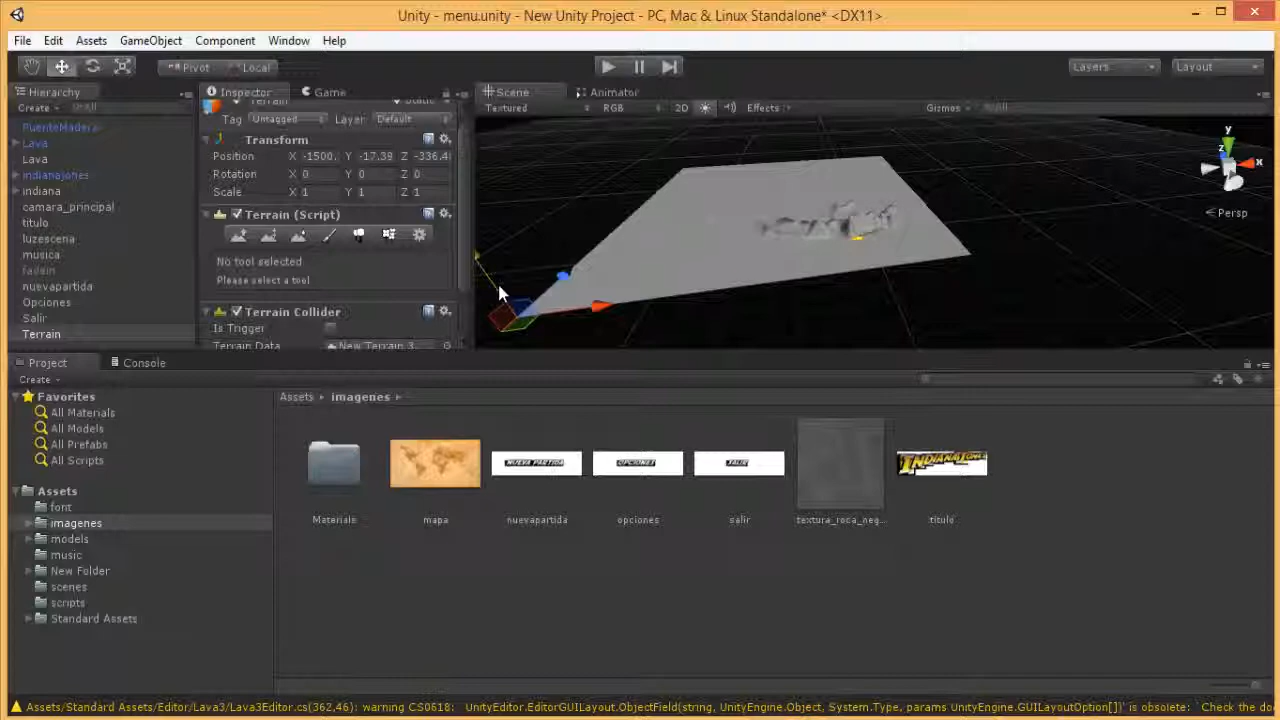 Unity - menu.unity - New Unity Project - PC, Mac & Linux Standalone* <DX11>
File Edit Assets GameObject Component Window Help
Pivot Local Layers Layout
Hierarchy
Create
PuenteMadera
Lava
Lava
indianajones
indiana
camara_principal
titulo
luzescena
musica
fadein
nuevapartida
Opciones
Salir
Terrain
Inspector Game
Terrain
Tag Untagged Layer Default
Transform
Position X -1500. Y -17.39 Z -336.4
Rotation X 0 Y 0 Z 0
Scale X 1 Y 1 Z 1
Terrain (Script)
No tool selected
Please select a tool
Terrain Collider
Is Trigger
Terrain Data New Terrain 3
Scene Animator
Textured RGB 2D Effects Gizmos
y
z
x
Persp
Project Console
Create
Favorites
All Materials
All Models
All Prefabs
All Scripts
Assets
font
imagenes
models
music
New Folder
scenes
scripts
Standard Assets
Assets imagenes
NUEVA PARTIDA OPCIONES SALIR
Materials mapa nuevapartida opciones salir textura_roca_neg... titulo
Assets/Standard Assets/Editor/Lava3/Lava3Editor.cs(362,46): warning CS0618: `UnityEditor.EditorGUILayout.ObjectField(string, UnityEngine.Object, System.Type, params UnityEngine.GUILayoutOption[])' is obsolete: `Check the do